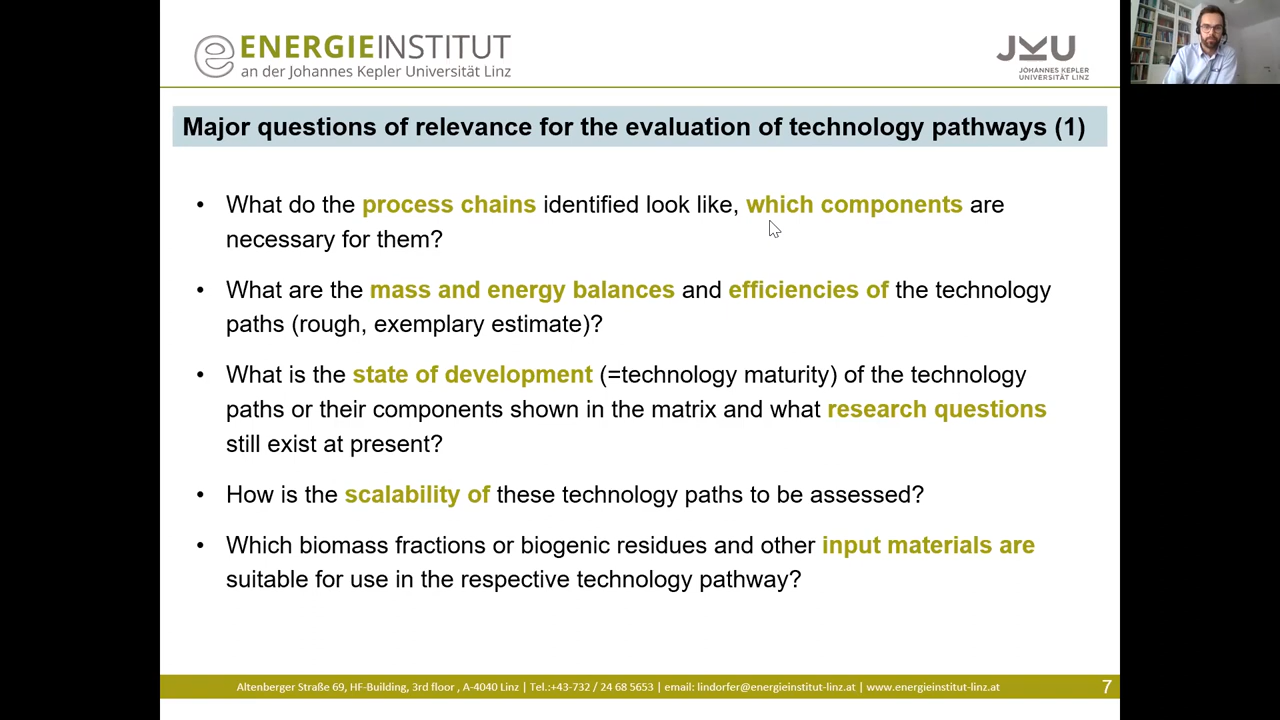 ENERGIEINSTITUT
an der Johannes Kepler Universität Linz
JKU
JOHANNES KEPLER
UNIVERSITÄT LINZ
Major questions of relevance for the evaluation of technology pathways (1)
• What do the process chains identified look like, which components are
necessary for them?
• What are the mass and energy balances and efficiencies of the technology
paths (rough, exemplary estimate)?
• What is the state of development (=technology maturity) of the technology
paths or their components shown in the matrix and what research questions
still exist at present?
• How is the scalability of these technology paths to be assessed?
• Which biomass fractions or biogenic residues and other input materials are
suitable for use in the respective technology pathway?
Altenberger Straße 69, HF-Building, 3rd floor , A-4040 Linz | Tel.:+43-732 / 24 68 5653 | email: lindorfer@energieinstitut-linz.at | www.energieinstitut-linz.at
7